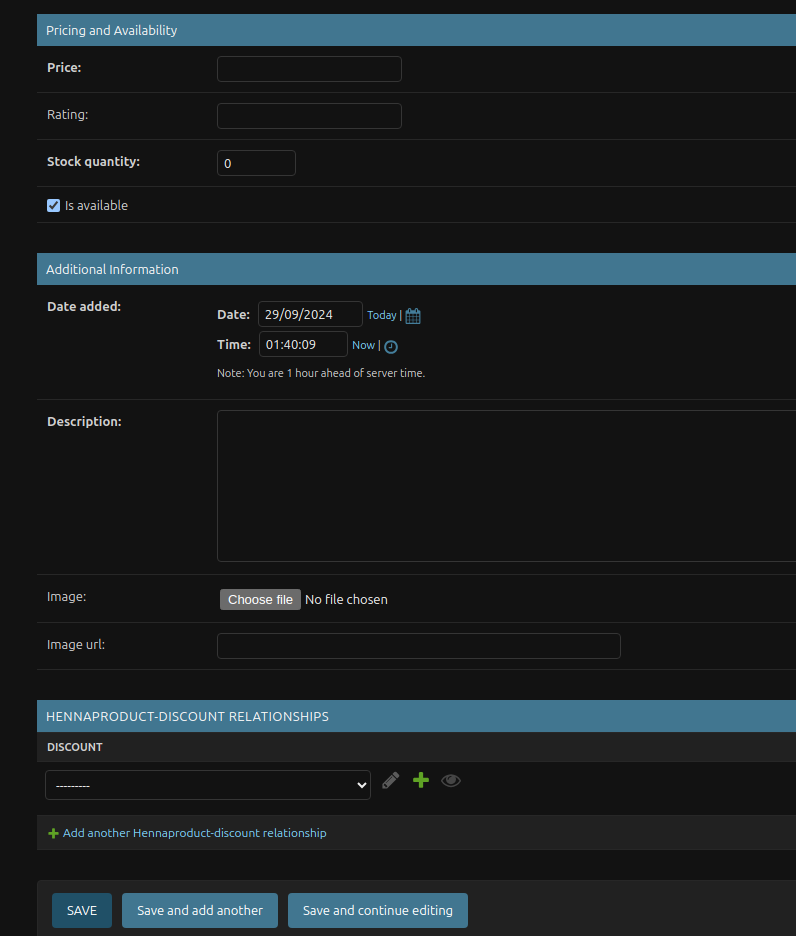 Pricing and Availability
Price:
Rating:
Stock quantity: 0
Is available
Additional Information
Date added:
Date: 29/09/2024 Today |
Time: 01:40:09 Now |
Note: You are 1 hour ahead of server time.
Description:
Image: Choose file No file chosen
Image url:
HENNAPRODUCT-DISCOUNT RELATIONSHIPS
DISCOUNT
---------
Add another Hennaproduct-discount relationship
SAVE Save and add another Save and continue editing